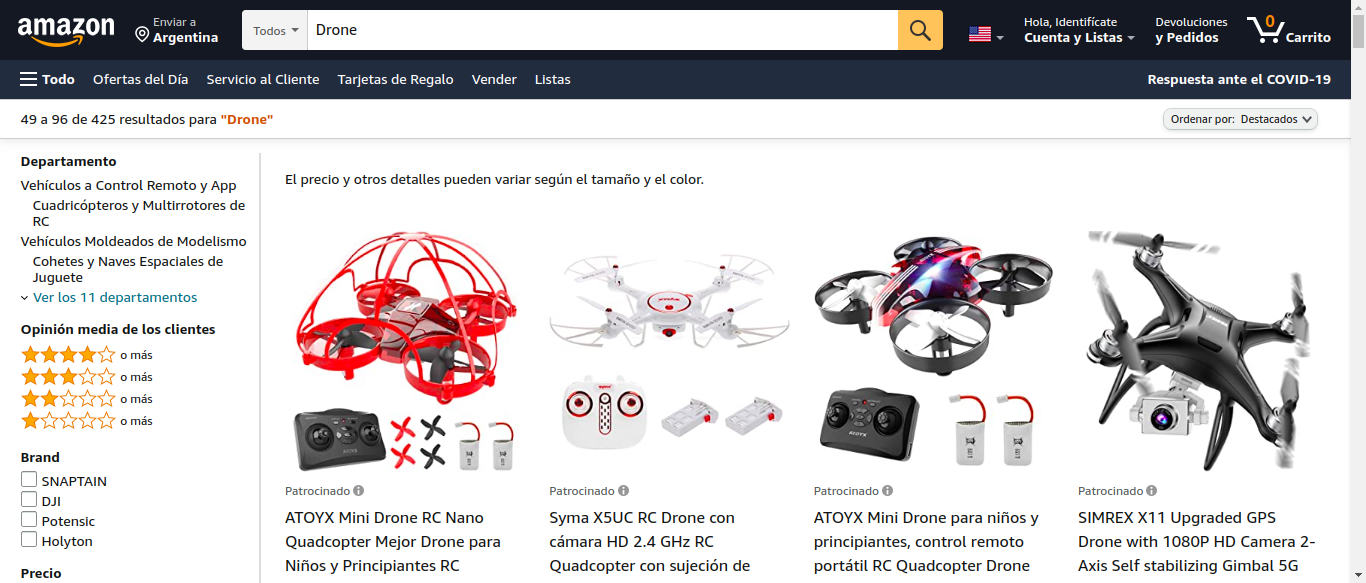 amazon
Enviar a
Argentina
Todos
Drone
Hola, Identifícate
Cuenta y Listas
Devoluciones
y Pedidos
0
Carrito
Todo
Ofertas del Día
Servicio al Cliente
Tarjetas de Regalo
Vender
Listas
Respuesta ante el COVID-19
49 a 96 de 425 resultados para "Drone"
Ordenar por: Destacados
Departamento
Vehículos a Control Remoto y App
Cuadricópteros y Multirrotores de
RC
Vehículos Moldeados de Modelismo
Cohetes y Naves Espaciales de
Juguete
Ver los 11 departamentos
Opinión media de los clientes
o más
o más
o más
o más
Brand
SNAPTAIN
DJI
Potensic
Holyton
Precio
El precio y otros detalles pueden variar según el tamaño y el color.
Patrocinado
ATOYX Mini Drone RC Nano
Quadcopter Mejor Drone para
Niños y Principiantes RC
Patrocinado
Syma X5UC RC Drone con
cámara HD 2.4 GHz RC
Quadcopter con sujeción de
Patrocinado
ATOYX Mini Drone para niños y
principiantes, control remoto
portátil RC Quadcopter Drone
Patrocinado
SIMREX X11 Upgraded GPS
Drone with 1080P HD Camera 2-
Axis Self stabilizing Gimbal 5G